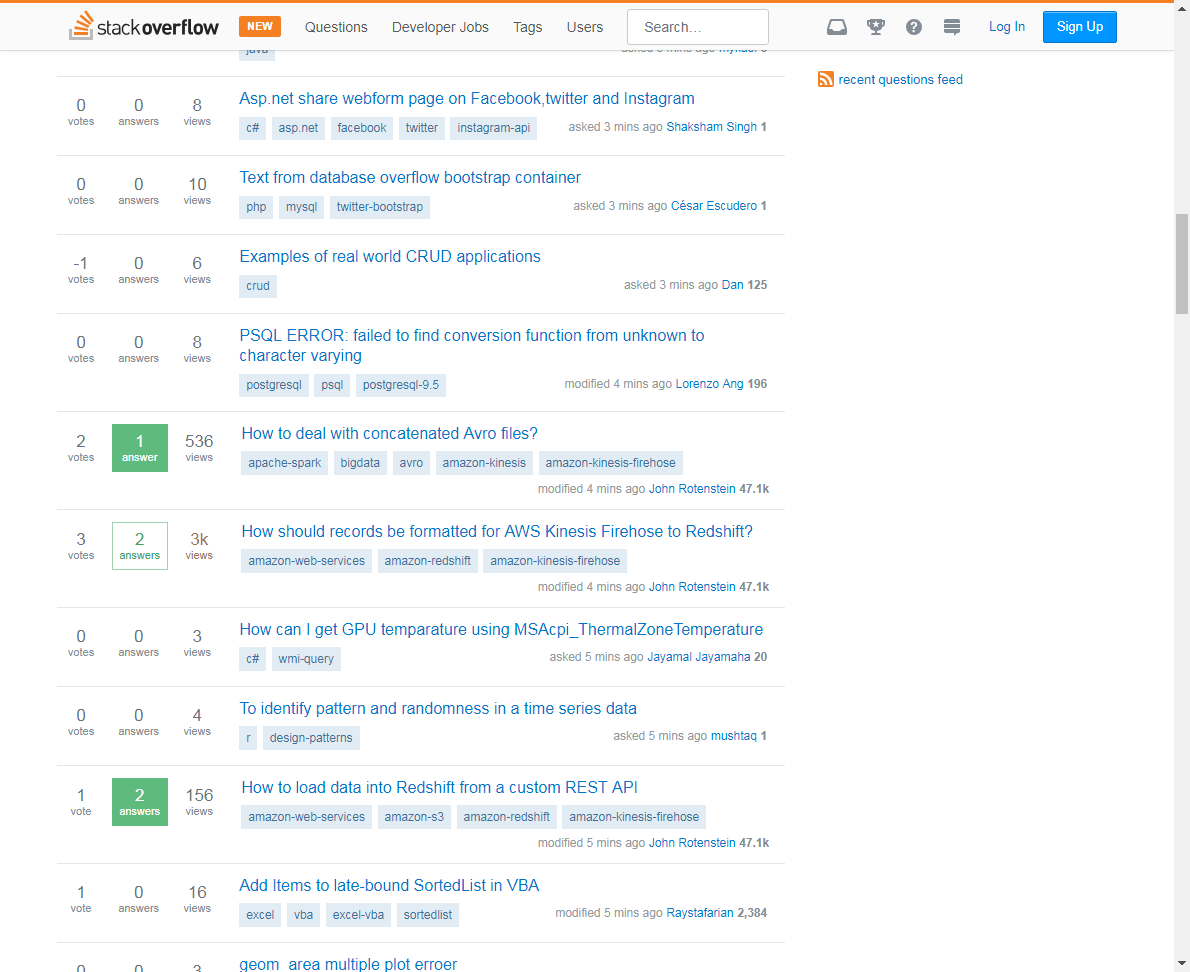 stackoverflow NEW Questions Developer Jobs Tags Users Search... Log In Sign Up
java
recent questions feed
0 0 8 Asp.net share webform page on Facebook,twitter and Instagram
votes answers views c# asp.net facebook twitter instagram-api asked 3 mins ago Shaksham Singh 1
0 0 10 Text from database overflow bootstrap container
votes answers views php mysql twitter-bootstrap asked 3 mins ago César Escudero 1
-1 0 6 Examples of real world CRUD applications
votes answers views crud asked 3 mins ago Dan 125
0 0 8 PSQL ERROR: failed to find conversion function from unknown to
votes answers views character varying
postgresql psql postgresql-9.5 modified 4 mins ago Lorenzo Ang 196
2 1 536 How to deal with concatenated Avro files?
votes answer views apache-spark bigdata avro amazon-kinesis amazon-kinesis-firehose
modified 4 mins ago John Rotenstein 47.1k
3 2 3k How should records be formatted for AWS Kinesis Firehose to Redshift?
votes answers views amazon-web-services amazon-redshift amazon-kinesis-firehose
modified 4 mins ago John Rotenstein 47.1k
0 0 3 How can I get GPU temparature using MSAcpi_ThermalZoneTemperature
votes answers views c# wmi-query asked 5 mins ago Jayamal Jayamaha 20
0 0 4 To identify pattern and randomness in a time series data
votes answers views r design-patterns asked 5 mins ago mushtaq 1
1 2 156 How to load data into Redshift from a custom REST API
vote answers views amazon-web-services amazon-s3 amazon-redshift amazon-kinesis-firehose
modified 5 mins ago John Rotenstein 47.1k
1 0 16 Add Items to late-bound SortedList in VBA
vote answers views excel vba excel-vba sortedlist modified 5 mins ago Raystafarian 2,384
0 0 3 geom_area multiple plot erroer